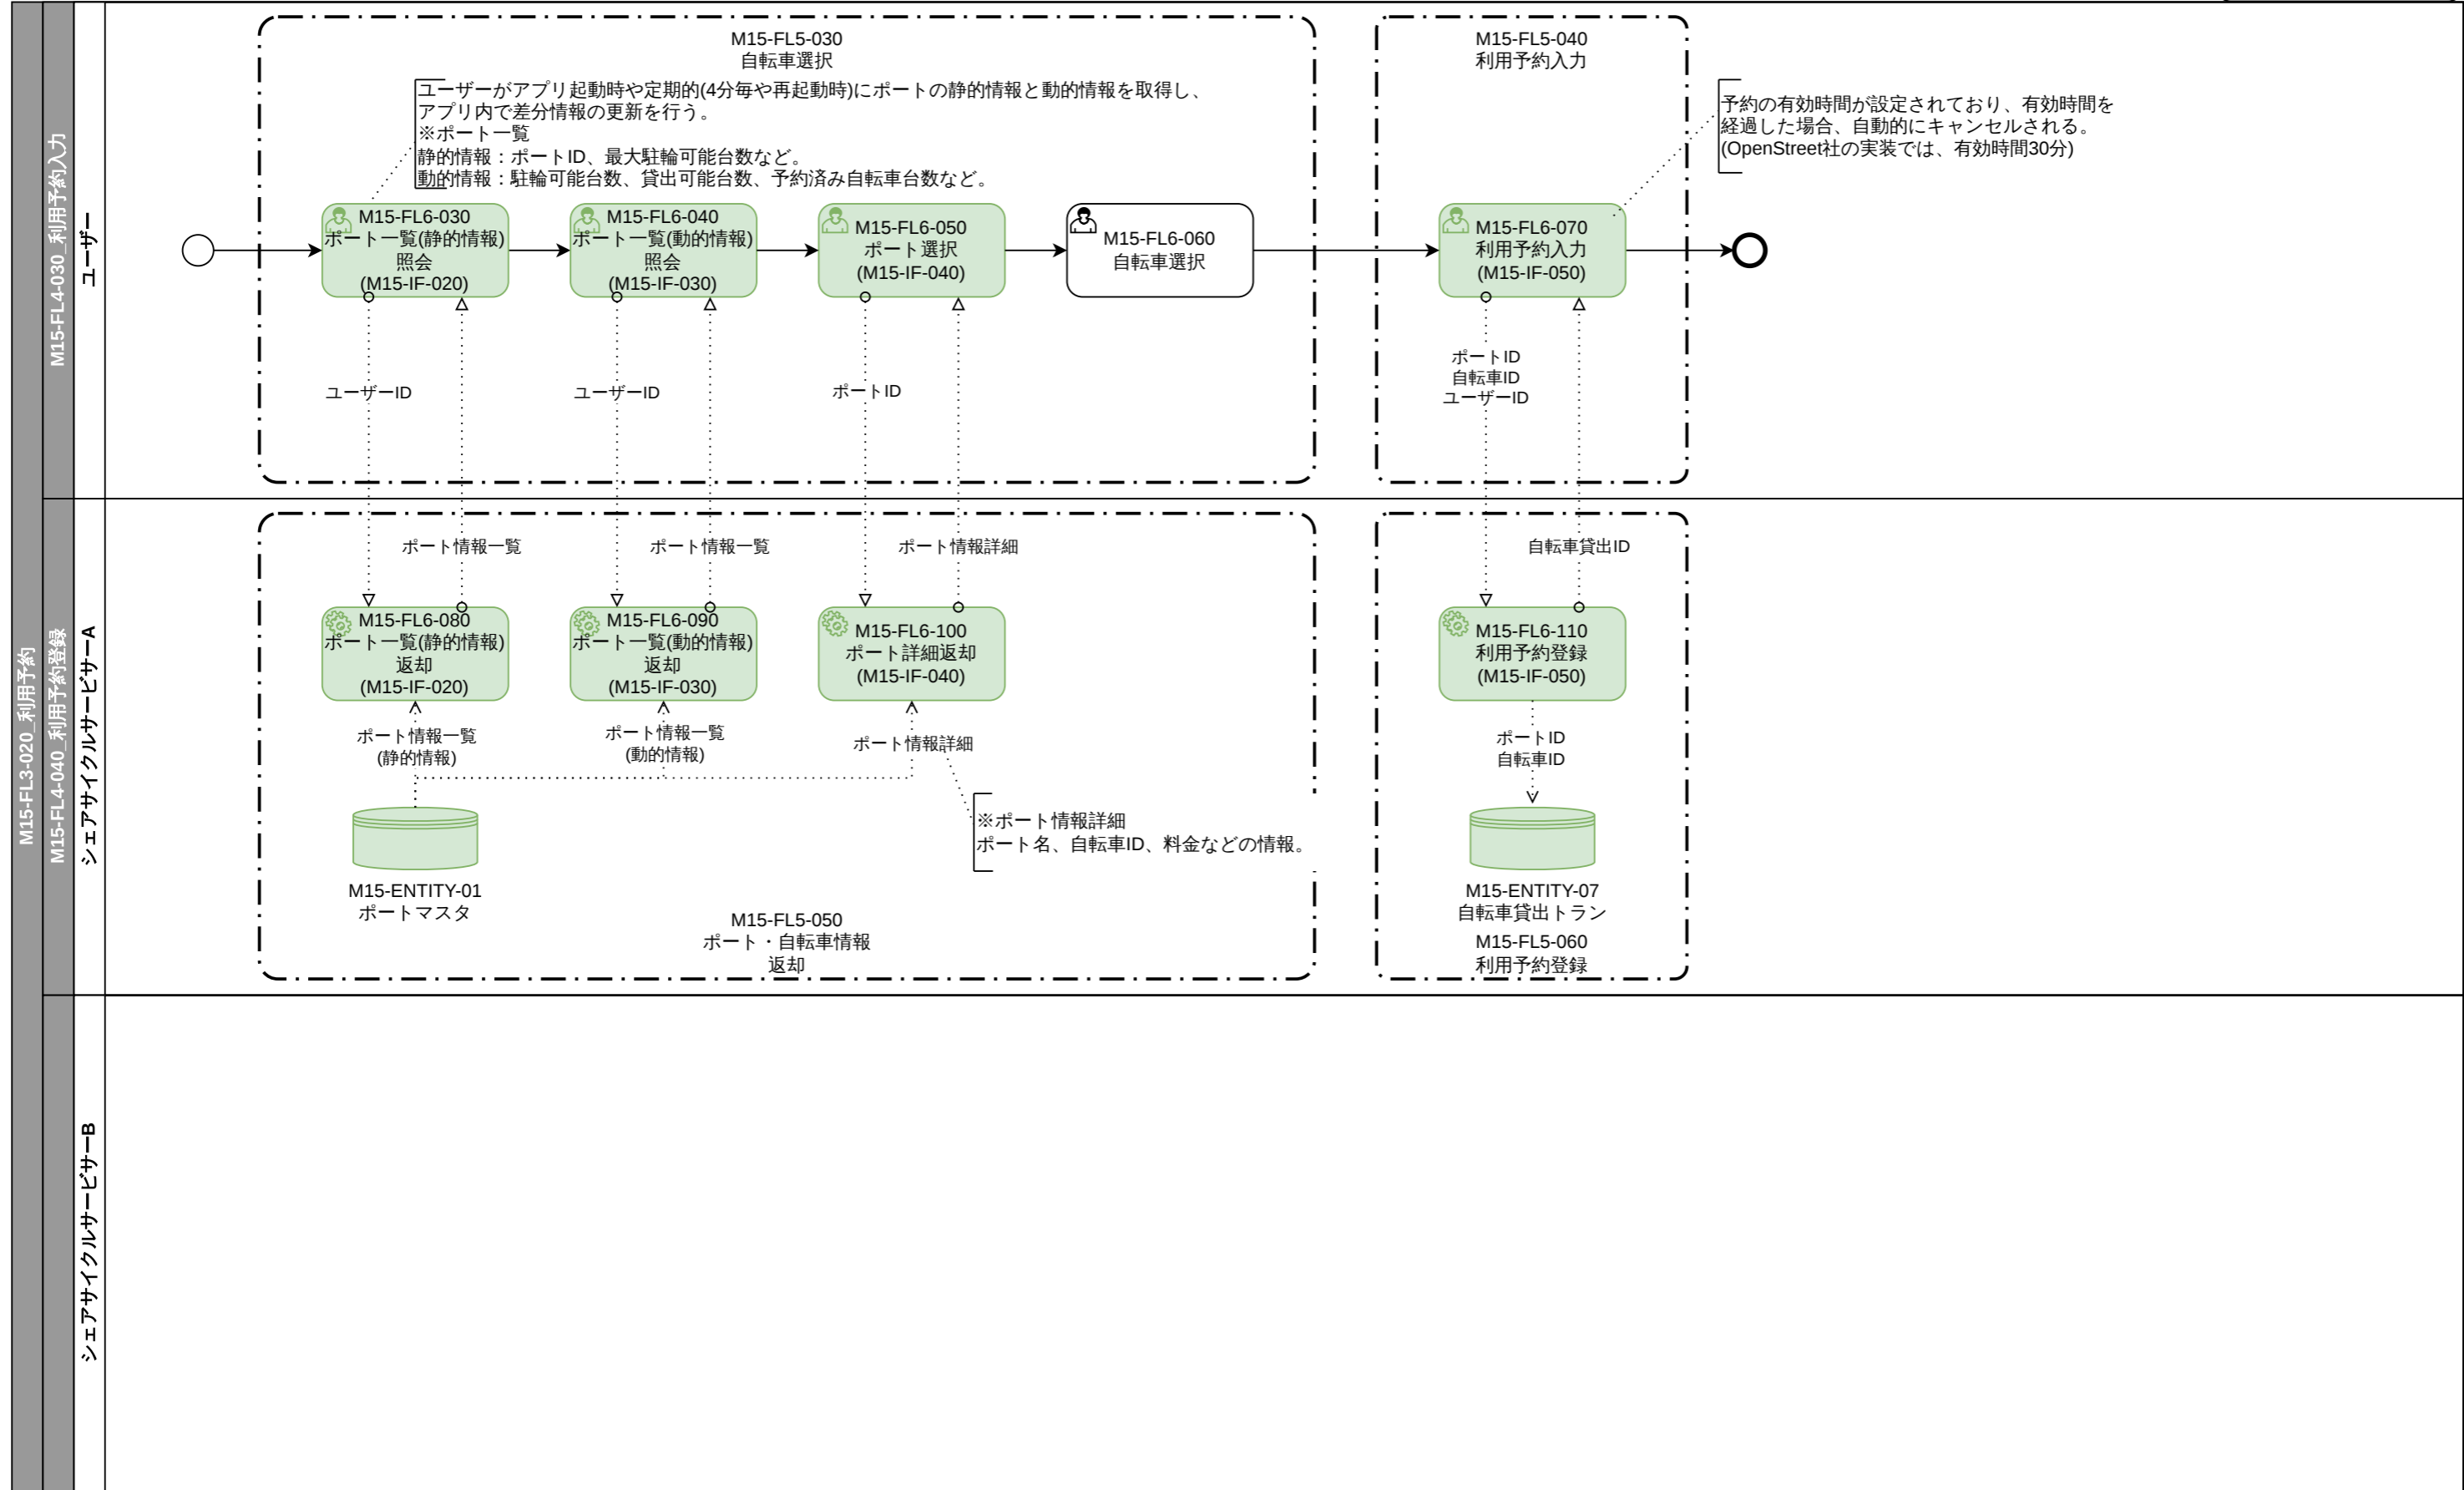 M15-FL3-020_利用予約
M15-FL4-030_利用予約入力
ユーザー
M15-FL5-030
自転車選択
ユーザーがアプリ起動時や定期的(4分毎や再起動時)にポートの静的情報と動的情報を取得し、
アプリ内で差分情報の更新を行う。
※ポート一覧
静的情報：ポートID、最大駐輪可能台数など。
動的情報：駐輪可能台数、貸出可能台数、予約済み自転車台数など。
M15-FL6-030
ポート一覧(静的情報)
照会
(M15-IF-020)
M15-FL6-040
ポート一覧(動的情報)
照会
(M15-IF-030)
M15-FL6-050
ポート選択
(M15-IF-040)
M15-FL6-060
自転車選択
M15-FL5-040
利用予約入力
M15-FL6-070
利用予約入力
(M15-IF-050)
予約の有効時間が設定されており、有効時間を
経過した場合、自動的にキャンセルされる。
(OpenStreet社の実装では、有効時間30分)
ユーザーID
ユーザーID
ポートID
ポートID
自転車ID
ユーザーID
M15-FL4-040_利用予約登録
シェアサイクルサービサーA
ポート情報一覧
ポート情報一覧
ポート情報詳細
自転車貸出ID
M15-FL6-080
ポート一覧(静的情報)
返却
(M15-IF-020)
M15-FL6-090
ポート一覧(動的情報)
返却
(M15-IF-030)
M15-FL6-100
ポート詳細返却
(M15-IF-040)
M15-FL6-110
利用予約登録
(M15-IF-050)
ポート情報一覧
(静的情報)
ポート情報一覧
(動的情報)
ポート情報詳細
ポートID
自転車ID
※ポート情報詳細
ポート名、自転車ID、料金などの情報。
M15-ENTITY-01
ポートマスタ
M15-ENTITY-07
自転車貸出トラン
M15-FL5-050
ポート・自転車情報
返却
M15-FL5-060
利用予約登録
シェアサイクルサービサーB